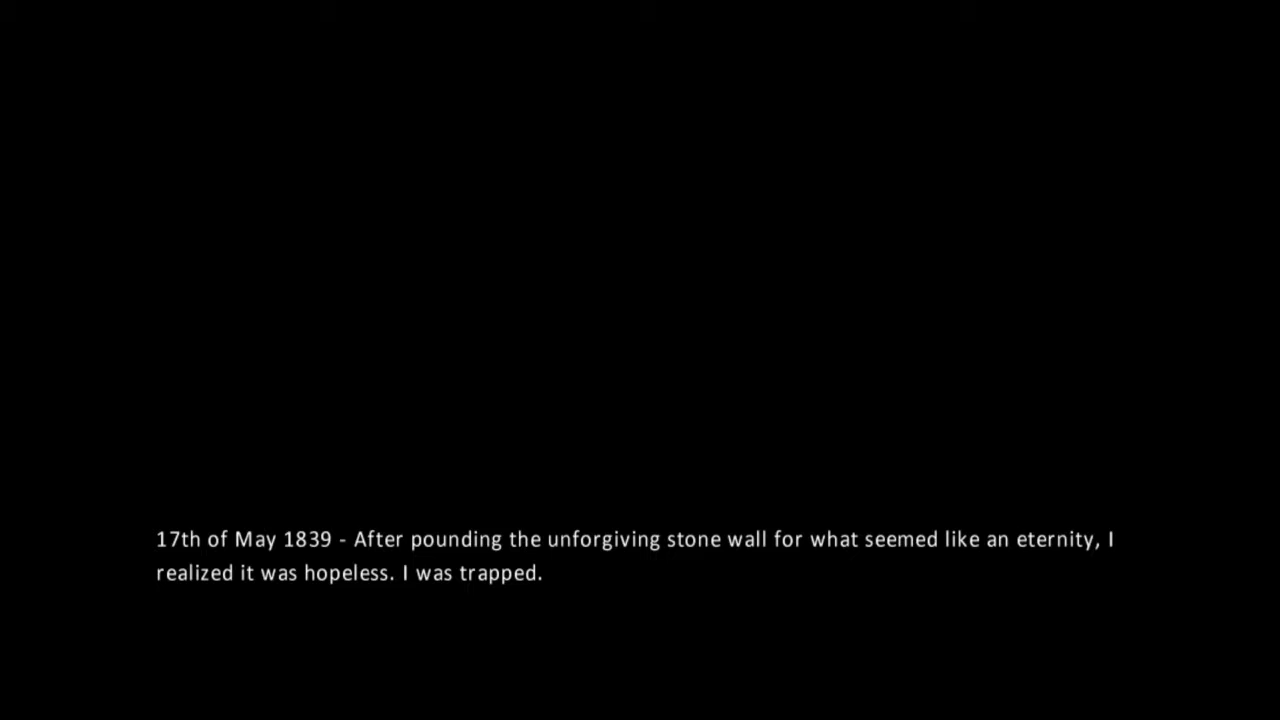 17th of May 1839 - After pounding the unforgiving stone wall for what seemed like an eternity, I
realized it was hopeless. I was trapped.